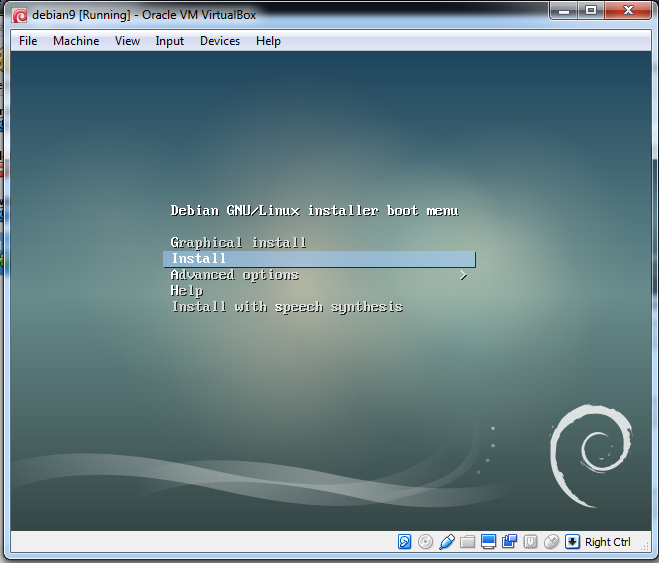 debian9 [Running] - Oracle VM VirtualBox
File Machine View Input Devices Help
Debian GNU/Linux installer boot menu
Graphical install
Install
Advanced options >
Help
Install with speech synthesis
Right Ctrl